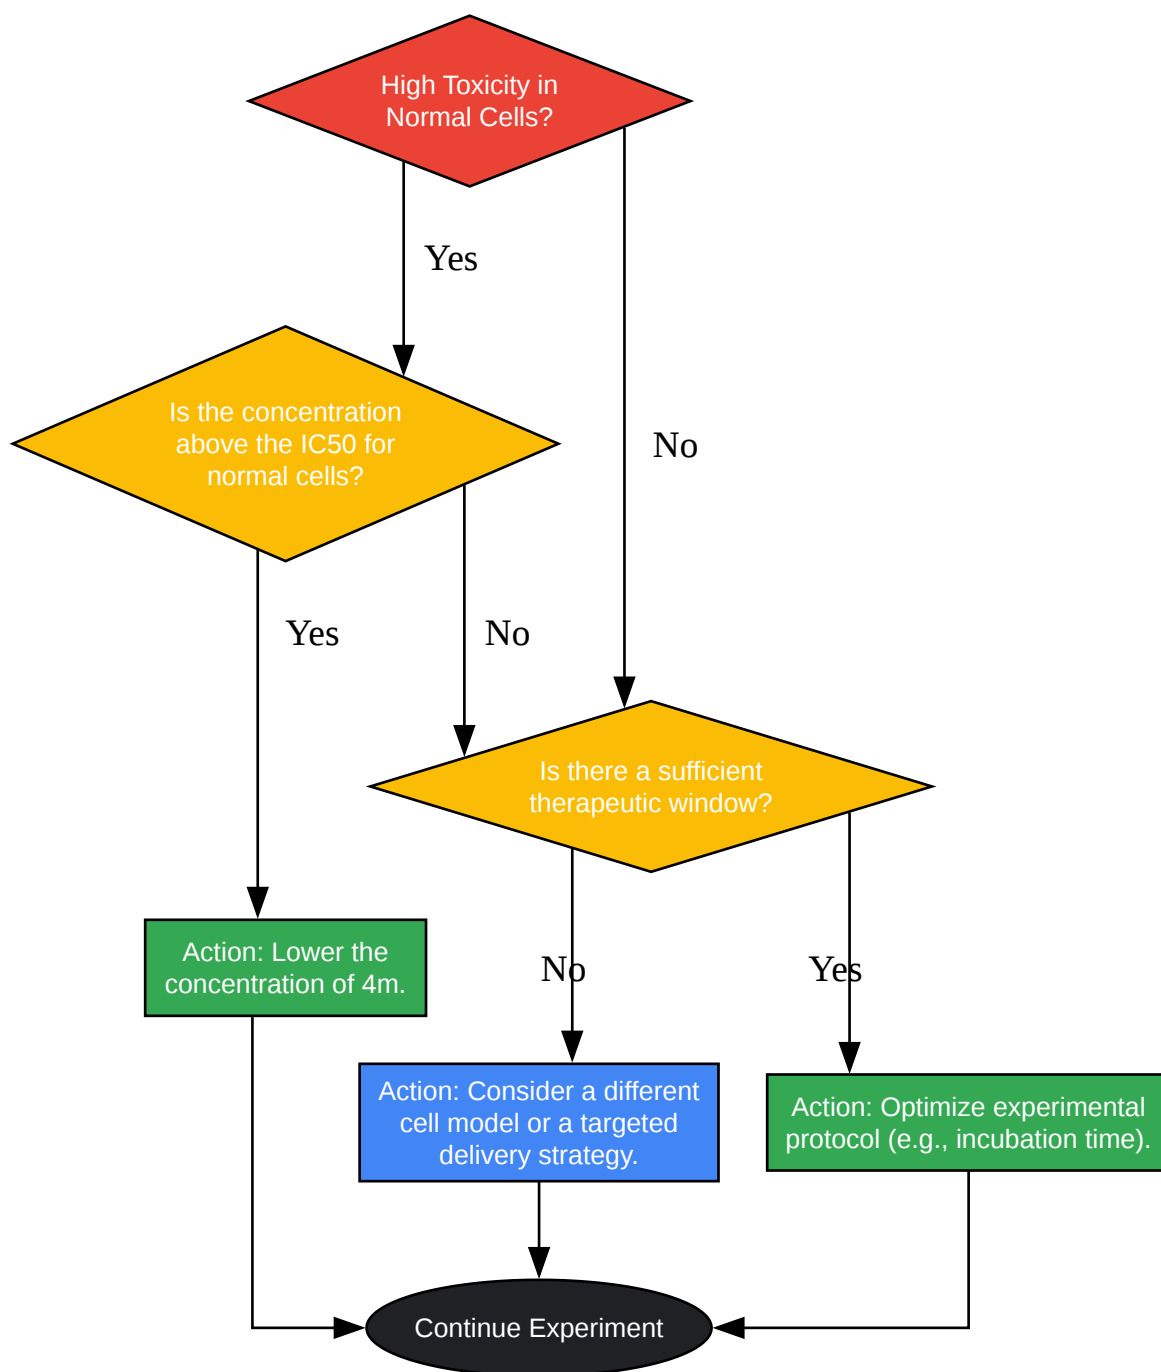 High Toxicity in
Normal Cells?
Yes
Is the concentration
above the IC50 for
normal cells?
No
Yes
No
Is there a sufficient
therapeutic window?
Action: Lower the
concentration of 4m.
No
Yes
Action: Consider a different
cell model or a targeted
delivery strategy.
Action: Optimize experimental
protocol (e.g., incubation time).
Continue Experiment